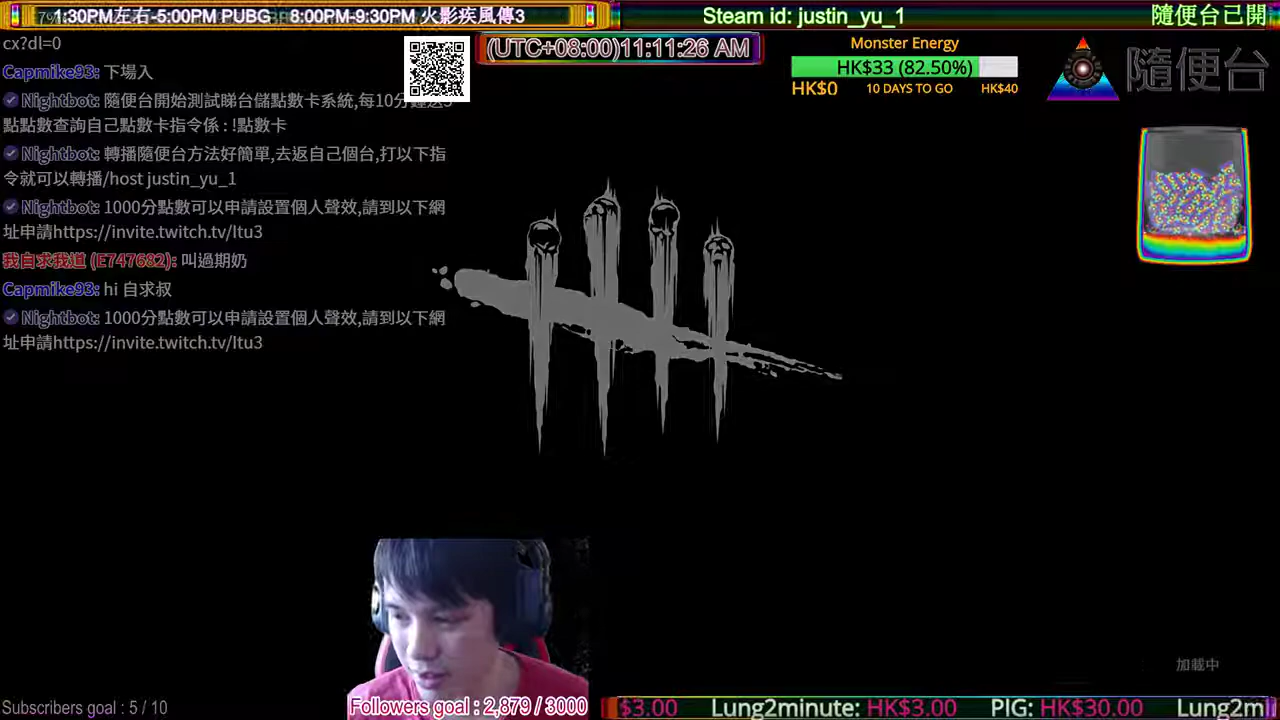 1:30PM左右-5:00PM PUBG 8:00PM-9:30PM 火影疾風傳3
Steam id: justin_yu_1
隨便台已開
(UTC+08:00)11:11:26 AM
Monster Energy
HK$33 (82.50%)
HK$0 10 DAYS TO GO HK$40
隨便台
cx?dl=0
Capmike93: 下場入
Nightbot: 隨便台開始測試睇台儲點數卡系統,每10分鐘送5
點點數查詢自己點數卡指令係 : !點數卡
Nightbot: 轉播隨便台方法好簡單,去返自己個台,打以下指
令就可以轉播/host justin_yu_1
Nightbot: 1000分點數可以申請設置個人聲效,請到以下網
址申請https://invite.twitch.tv/ltu3
我自求我道 (E747682): 叫過期奶
Capmike93: hi 自求叔
Nightbot: 1000分點數可以申請設置個人聲效,請到以下網
址申請https://invite.twitch.tv/ltu3
加載中
Subscribers goal : 5 / 10
Followers goal : 2,879 / 3000
$3.00 Lung2minute: HK$3.00 PIG: HK$30.00 Lung2m